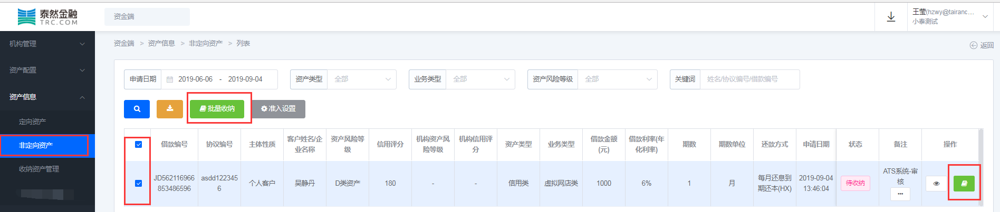 泰然金融
TRC.COM
资金端
王莹(hzwy@tairanc...
小泰测试
机构管理
资产配置
资产信息
定向资产
非定向资产
收纳资产管理
资金端 > 资产信息 > 非定向资产 > 列表
返回
申请日期 2019-06-06 - 2019-09-04
资产类型 全部
业务类型 全部
资产风险等级 全部
关键词 姓名/协议编号/借款编号
批量收纳
准入设置
借款编号
协议编号
主体性质
客户姓名/企
业名称
资产风险等
级
信用评分
机构资产风
险等级
机构信用评
分
资产类型
业务类型
借款金额
(元)
借款利率(年
化利率)
期数
期数单位
还款方式
申请日期
状态
备注
操作
JD562116966
853486596
asdd122345
6
个人客户
吴静丹
D类资产
180
-
-
信用类
虚拟网店类
1000
6%
1
月
每月还息到
期还本(HX)
2019-09-04
13:46:04
待收纳
ATS系统-审
核